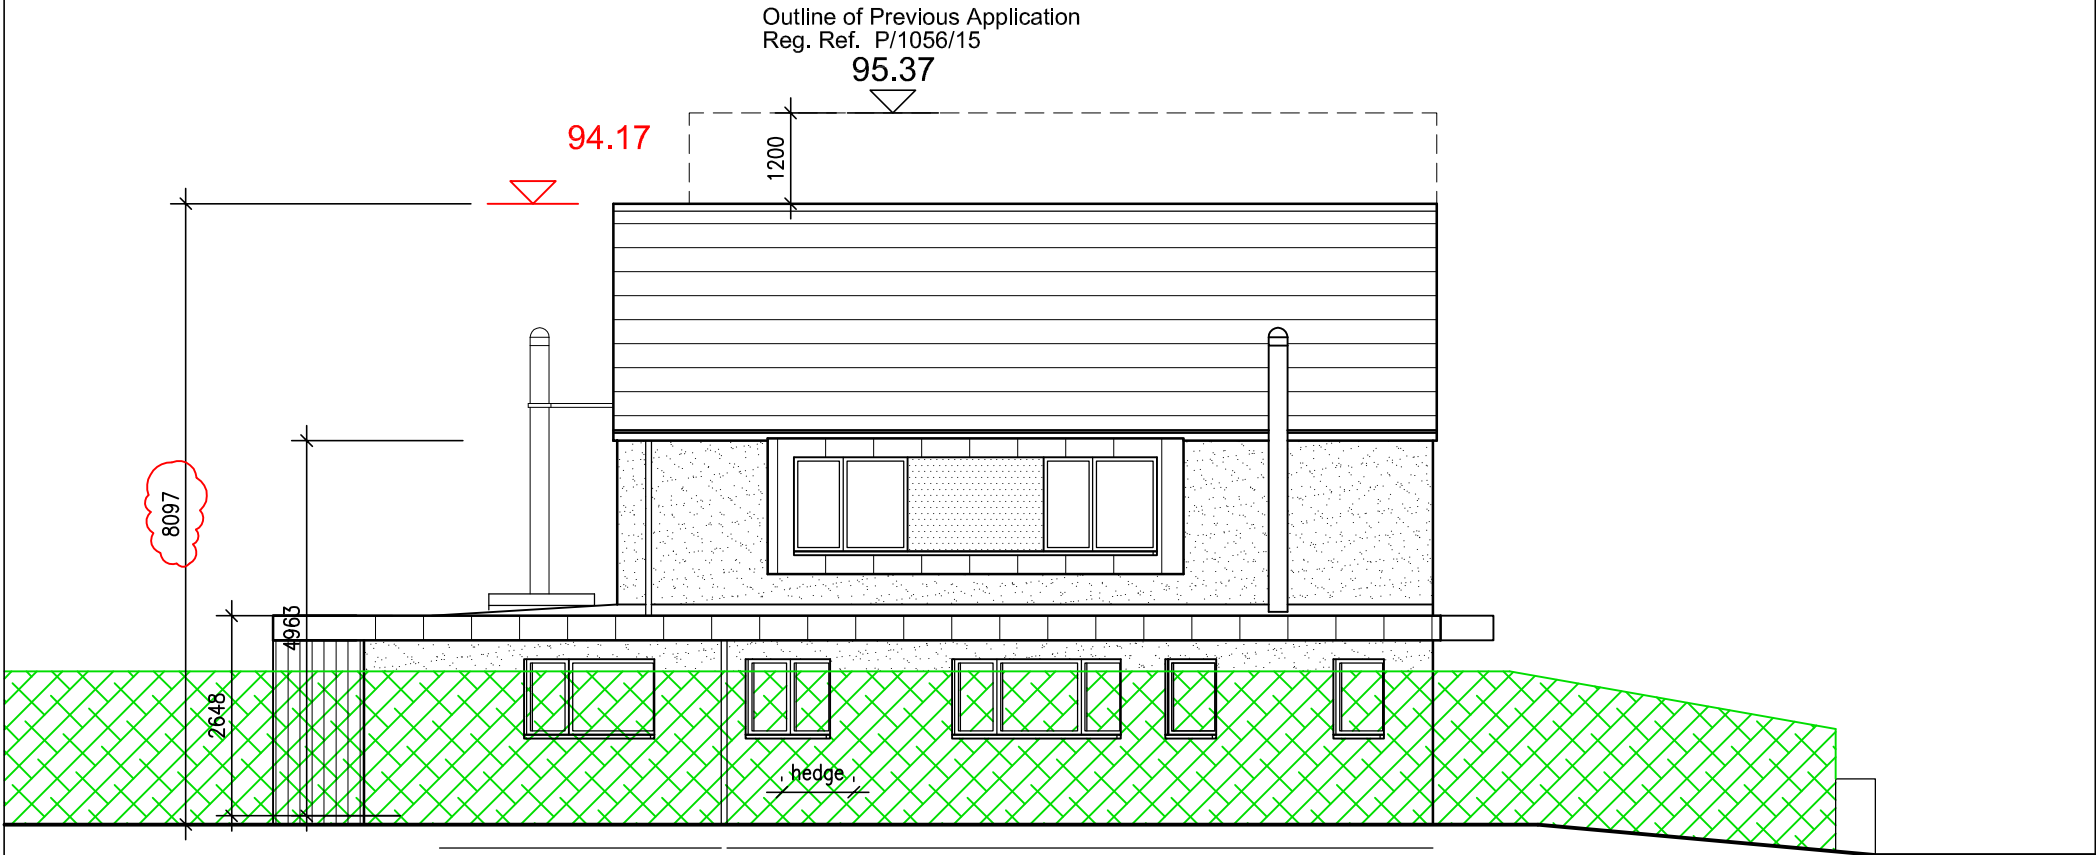 Outline of Previous Application
Reg. Ref. P/1056/15
95.37
94.17
1200
8097
4963
2648
hedge